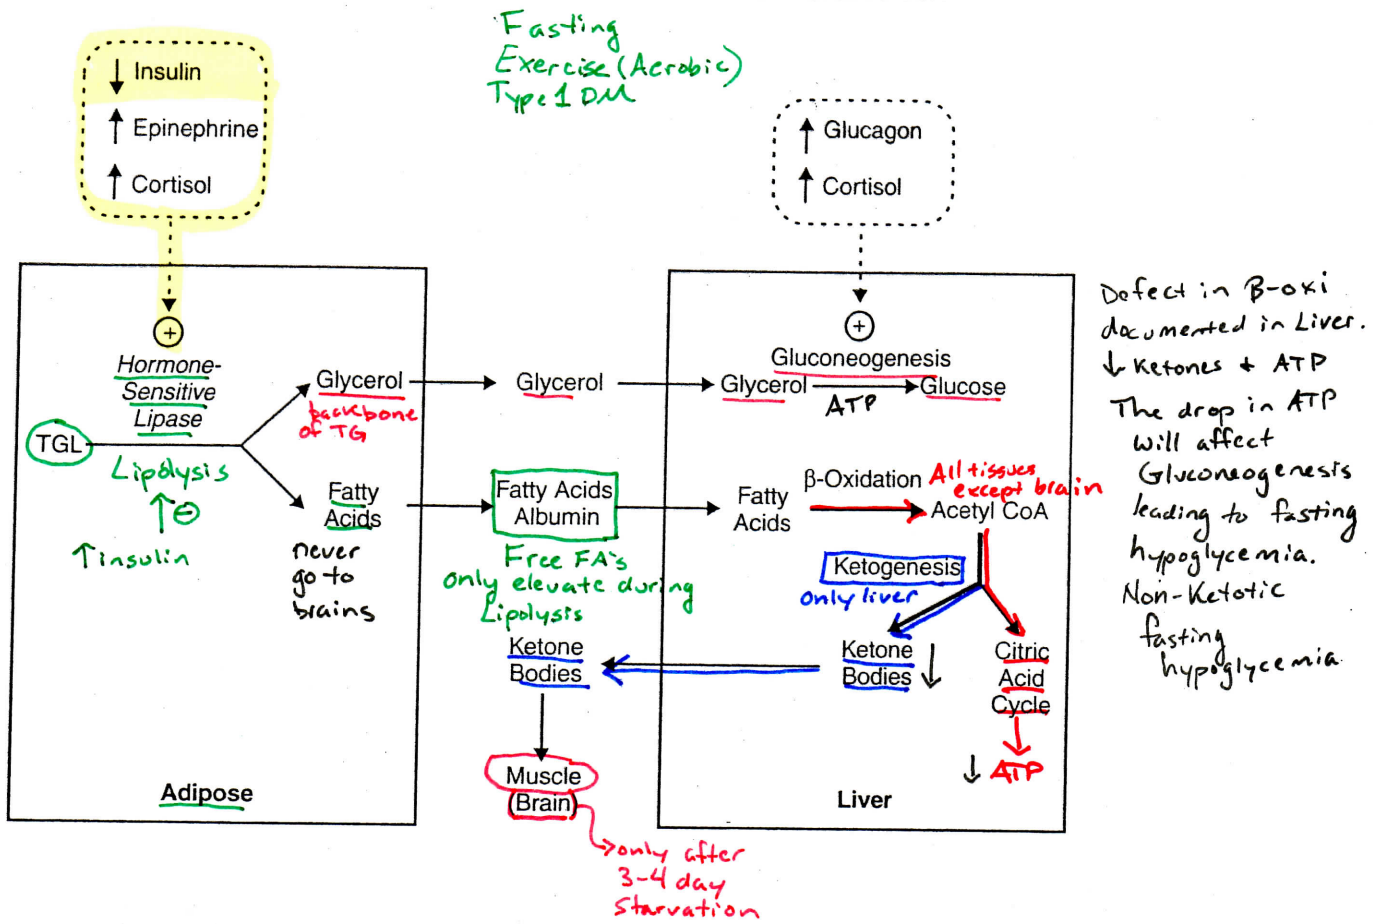 Fasting
Exercise (Aerobic)
Type 1 DM
↓ Insulin
↑ Epinephrine
↑ Cortisol
↑ Glucagon
↑ Cortisol
+
Hormone-
Sensitive
Lipase
TGL
Lipolysis
↑⊖
↑insulin
Glycerol
backbone
of TG
Fatty
Acids
never
go to
brains
Adipose
Glycerol
Fatty Acids
Albumin
Free FA's
only elevate during
Lipolysis
Ketone
Bodies
Muscle
(Brain)
only after
3-4 day
starvation
+
Gluconeogenesis
Glycerol
ATP
Glucose
Fatty
Acids
β-Oxidation
All tissues
except brain
Acetyl CoA
Ketogenesis
only liver
Ketone
Bodies ↓
Citric
Acid
Cycle
↓ ATP
Liver
Defect in B-oxi
documented in Liver.
↓ Ketones + ATP
The drop in ATP
will affect
Gluconeogenesis
leading to fasting
hypoglycemia.
Non-Ketotic
fasting
hypoglycemia